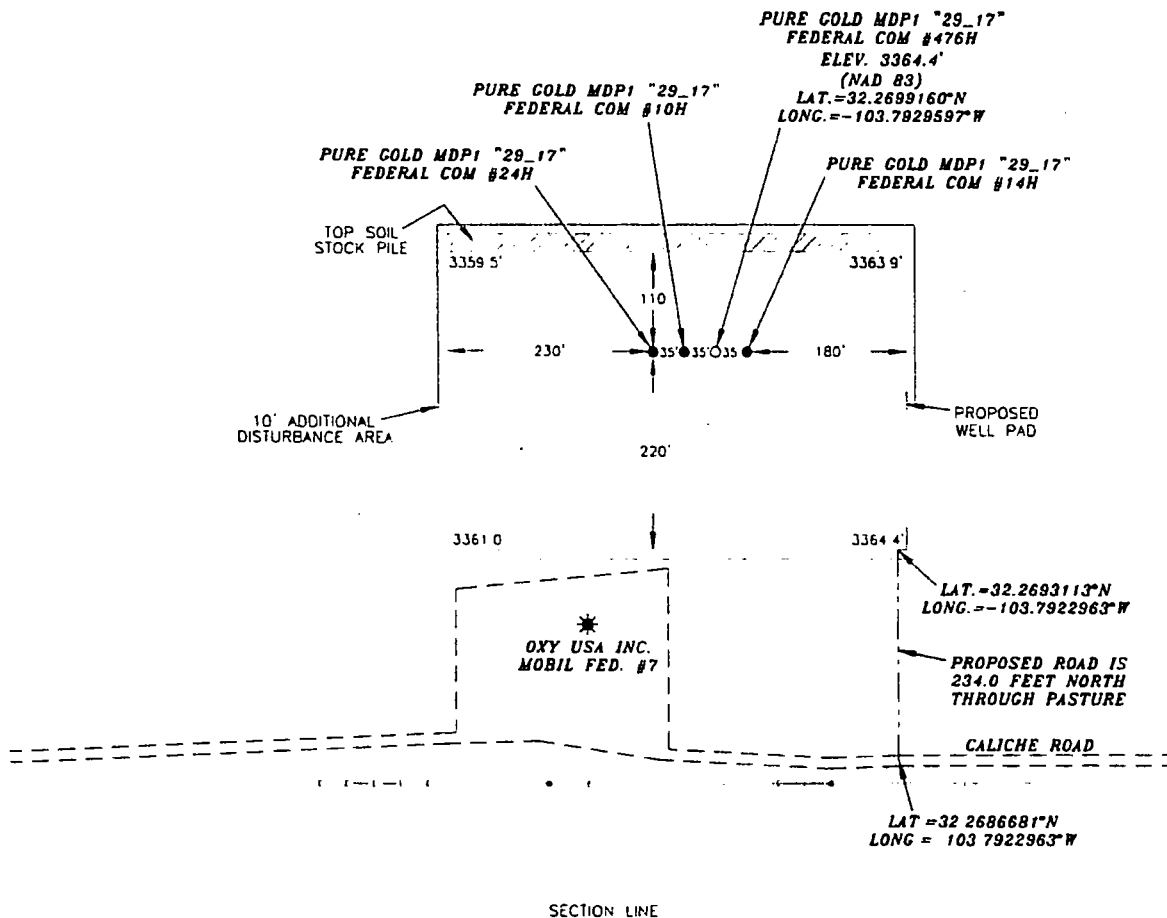 PURE GOLD MDP1 "29_17"
FEDERAL COM #476H
ELEV. 3364.4'
(NAD 83)
LAT.=32.2699160°N
LONG.=-103.7929597°W
PURE GOLD MDP1 "29_17"
FEDERAL COM #10H
PURE GOLD MDP1 "29_17"
FEDERAL COM #24H
PURE GOLD MDP1 "29_17"
FEDERAL COM #14H
TOP SOIL
STOCK PILE
3359.5'
3363.9'
110
230'
35'
35'
35
180'
10' ADDITIONAL
DISTURBANCE AREA
PROPOSED
WELL PAD
220'
3361.0
3364.4'
LAT.=32.2693113°N
LONG.=-103.7922963°W
OXY USA INC.
MOBIL FED. #7
PROPOSED ROAD IS
234.0 FEET NORTH
THROUGH PASTURE
CALICHE ROAD
LAT =32 2686681°N
LONG = 103 7922963°W
SECTION LINE